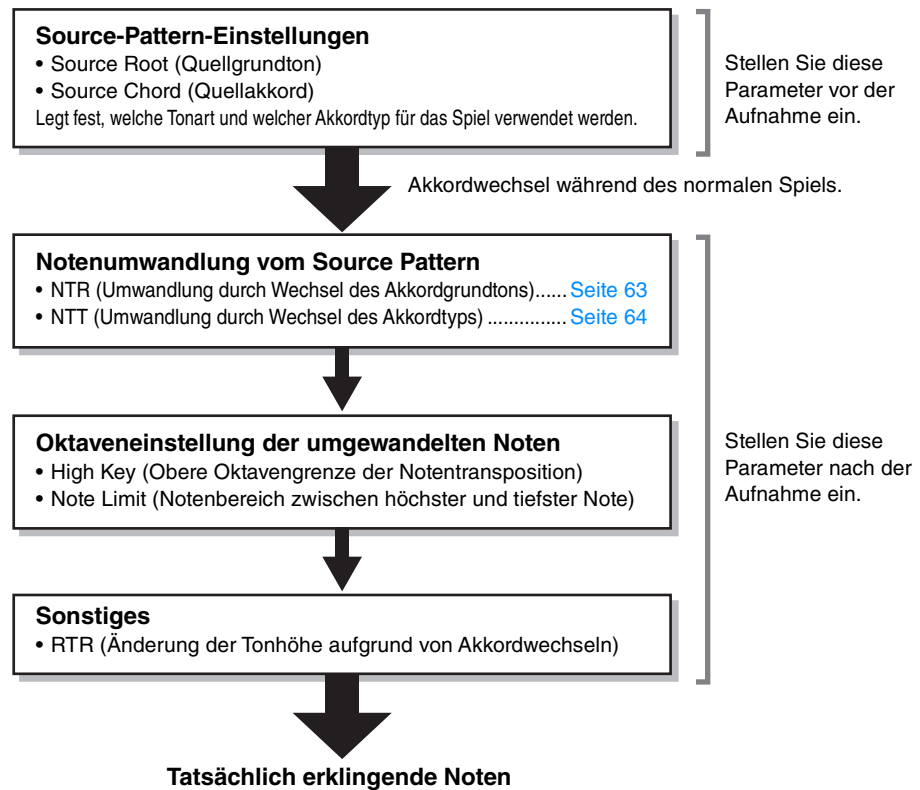 Source-Pattern-Einstellungen
• Source Root (Quellgrundton)
• Source Chord (Quellakkord)
Legt fest, welche Tonart und welcher Akkordtyp für das Spiel verwendet werden.
Stellen Sie diese
Parameter vor der
Aufnahme ein.
Akkordwechsel während des normalen Spiels.
Notenumwandlung vom Source Pattern
• NTR (Umwandlung durch Wechsel des Akkordgrundtons)...... Seite 63
• NTT (Umwandlung durch Wechsel des Akkordtyps) ............... Seite 64
Oktaveneinstellung der umgewandelten Noten
• High Key (Obere Oktavengrenze der Notentransposition)
• Note Limit (Notenbereich zwischen höchster und tiefster Note)
Stellen Sie diese
Parameter nach der
Aufnahme ein.
Sonstiges
• RTR (Änderung der Tonhöhe aufgrund von Akkordwechseln)
Tatsächlich erklingende Noten